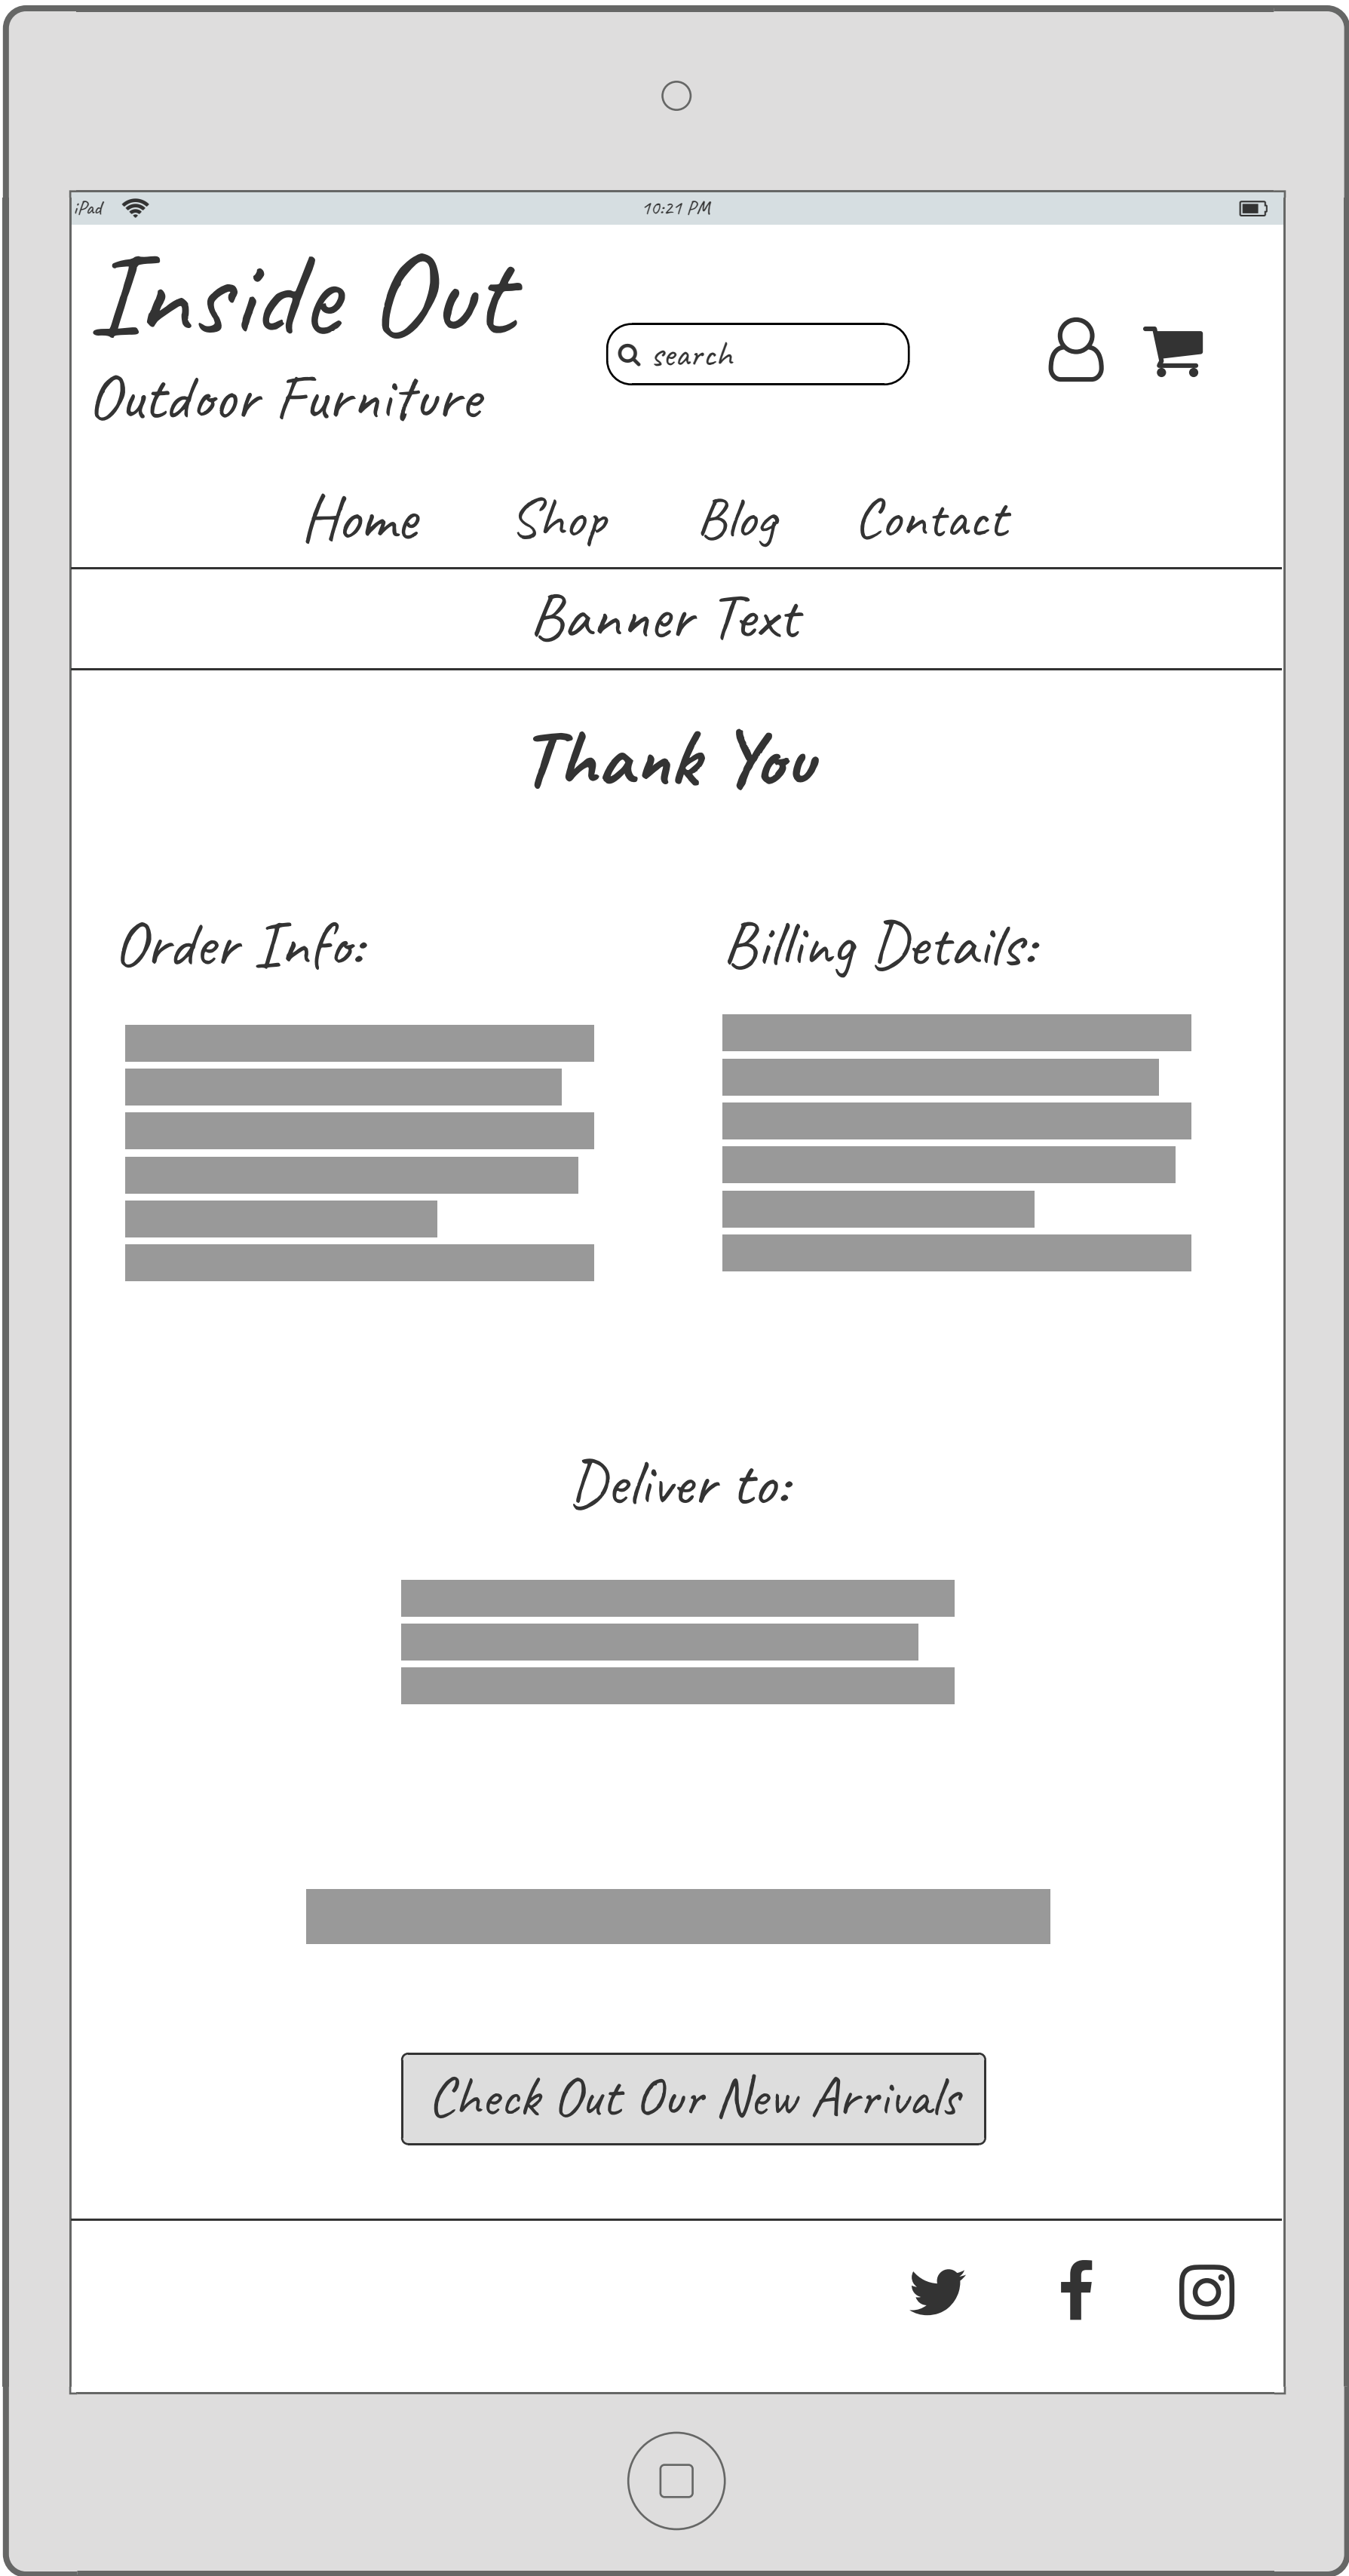 iPad 10:21 PM
Inside Out
search
Outdoor Furniture
Home Shop Blog Contact
Banner Text
Thank You
Order Info: Billing Details:
Deliver to:
Check Out Our New Arrivals